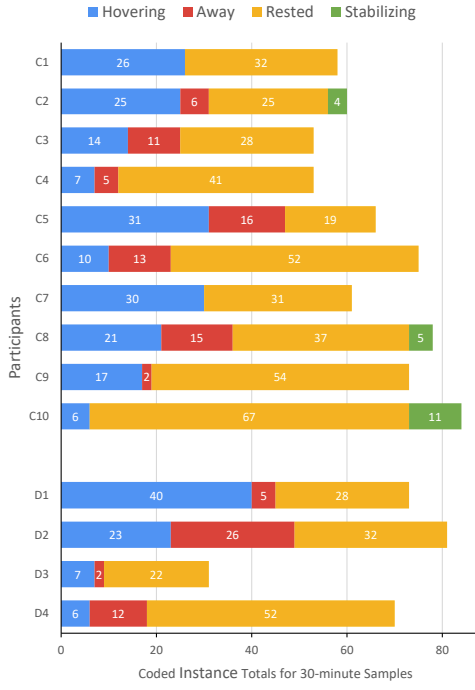 Hovering Away Rested Stabilizing
C1 26 32
C2 25 6 25 4
C3 14 11 28
C4 7 5 41
C5 31 16 19
C6 10 13 52
C7 30 31
C8 21 15 37 5
C9 17 2 54
C10 6 67 11
D1 40 5 28
D2 23 26 32
D3 7 2 22
D4 6 12 52
Participants
0 20 40 60 80
Coded Instance Totals for 30-minute Samples